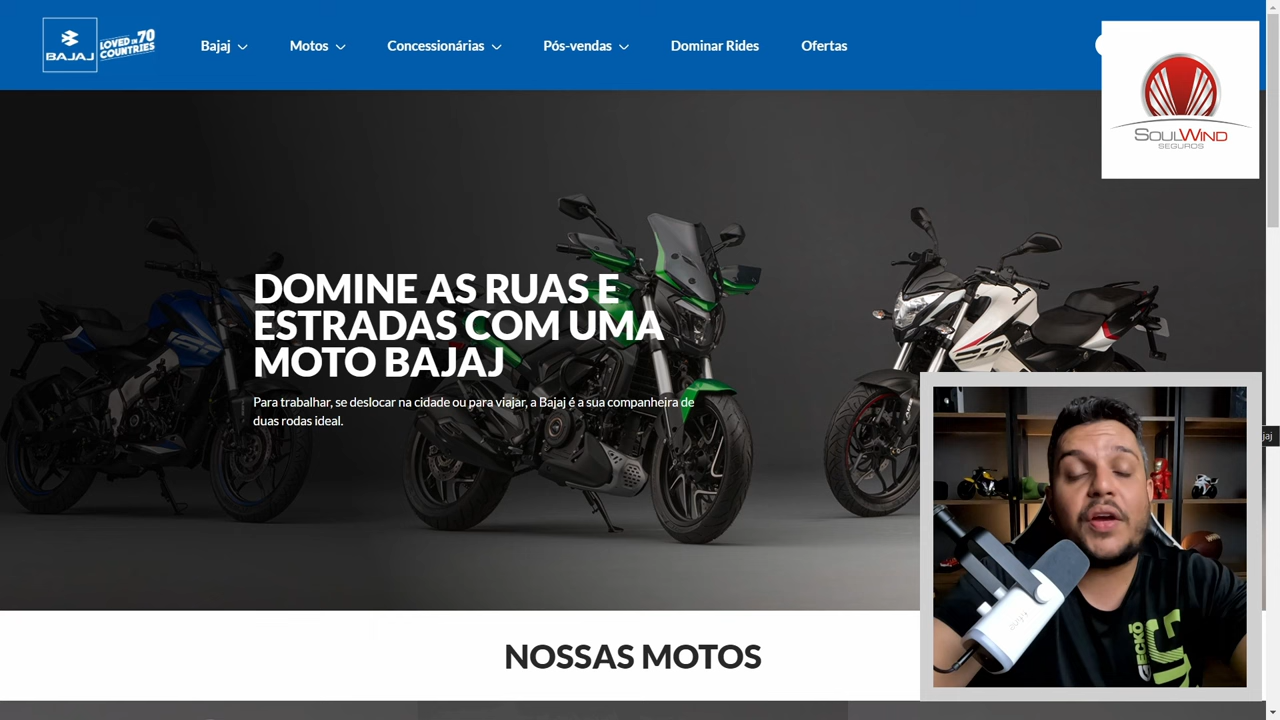 BAJAJ
LOVED IN 70
COUNTRIES
Bajaj
Motos
Concessionárias
Pós-vendas
Dominar Rides
Ofertas
SOULWIND
SEGUROS
DOMINE AS RUAS E
ESTRADAS COM UMA
MOTO BAJAJ
Para trabalhar, se deslocar na cidade ou para viajar, a Bajaj é a sua companheira de
duas rodas ideal.
NOSSAS MOTOS
GECKO